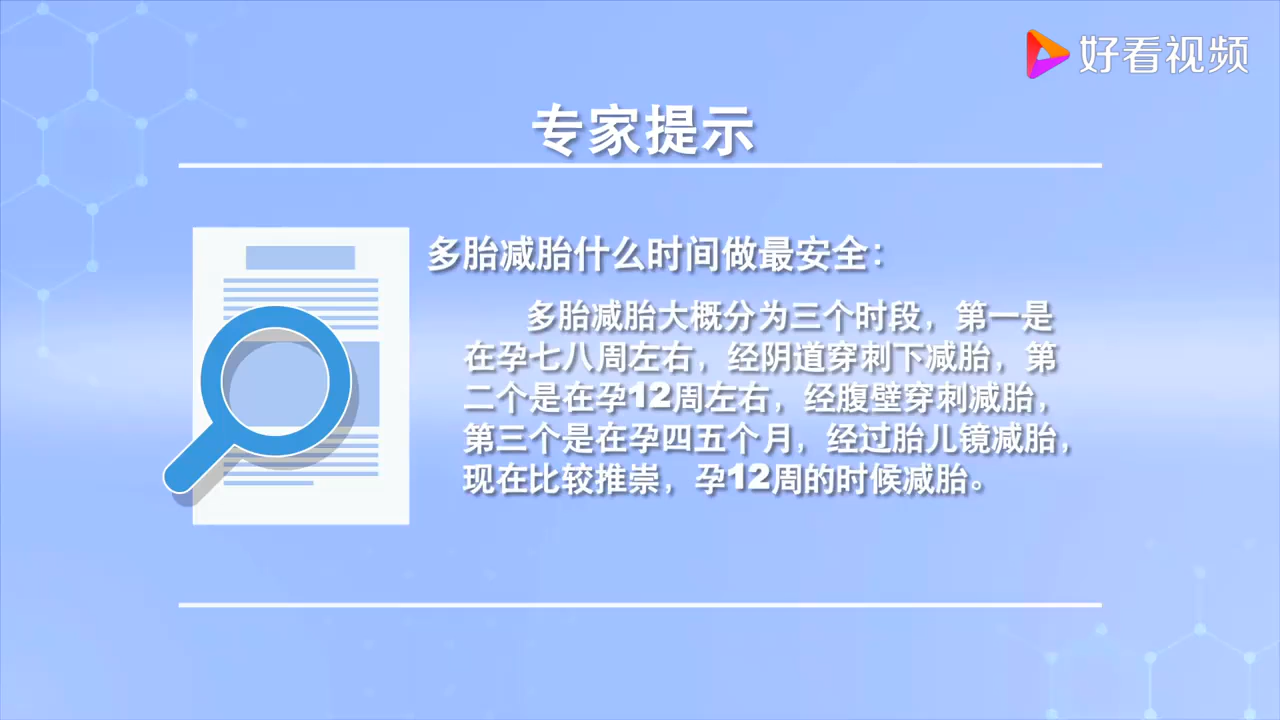 好看视频
专家提示
多胎减胎什么时间做最安全：
多胎减胎大概分为三个时段，第一是
在孕七八周左右，经阴道穿刺下减胎，第
二个是在孕12周左右，经腹壁穿刺减胎，
第三个是在孕四五个月，经过胎儿镜减胎，
现在比较推崇，孕12周的时候减胎。